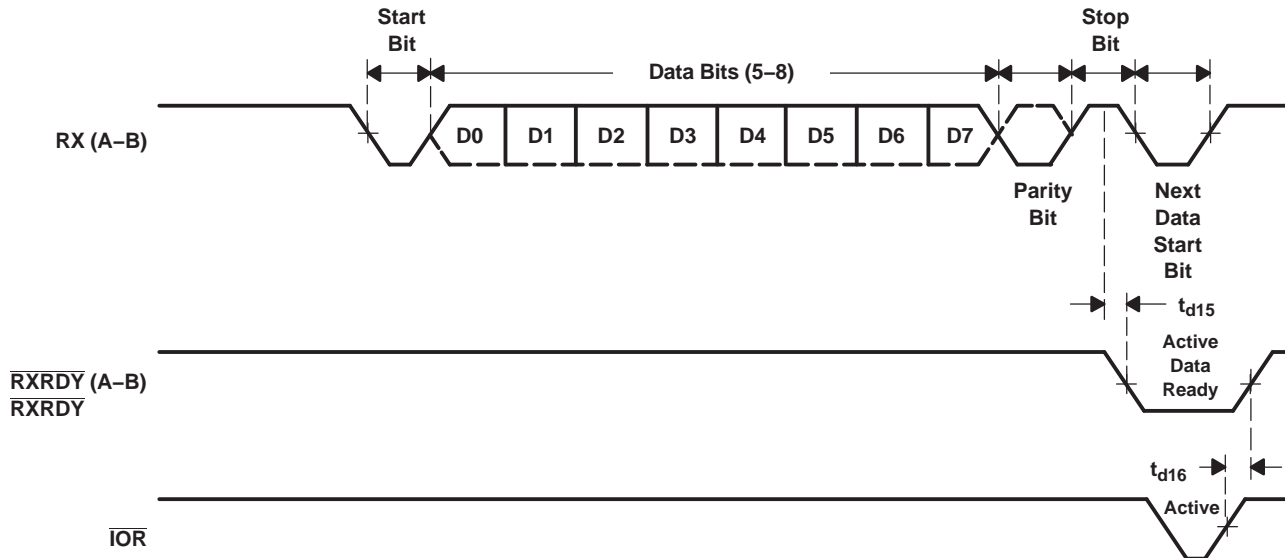 Start
Bit
Stop
Bit
Data Bits (5–8)
RX (A–B)
D0 D1 D2 D3 D4 D5 D6 D7
Parity
Bit
Next
Data
Start
Bit
td15
RXRDY (A–B)
RXRDY
Active
Data
Ready
td16
IOR
Active